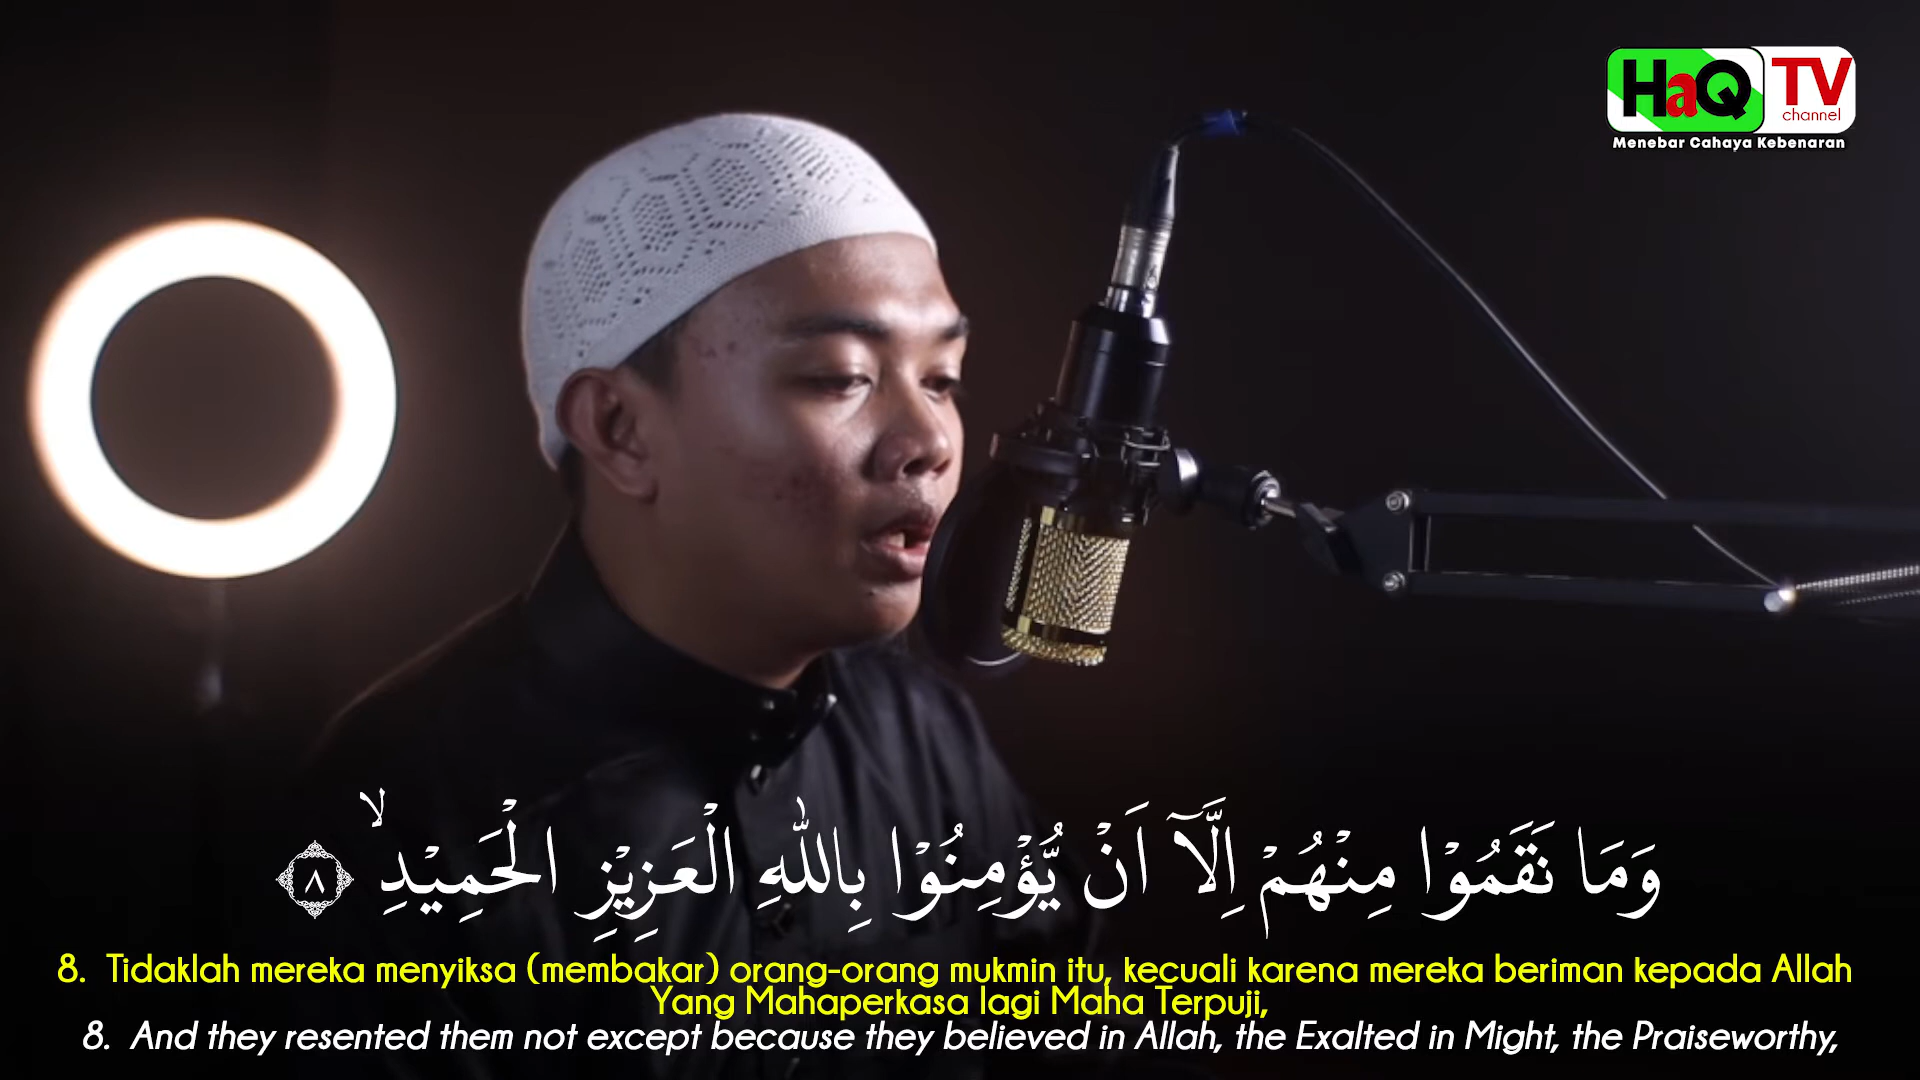 HaQ TV
channel
Menebar Cahaya Kebenaran
وَمَا نَقَمُوْا مِنْهُمْ اِلَّآ اَنْ يُّؤْمِنُوْا بِاللّٰهِ الْعَزِيْزِ الْحَمِيْدِۙ ٨
8. Tidaklah mereka menyiksa (membakar) orang-orang mukmin itu, kecuali karena mereka beriman kepada Allah
Yang Mahaperkasa lagi Maha Terpuji,
8. And they resented them not except because they believed in Allah, the Exalted in Might, the Praiseworthy,